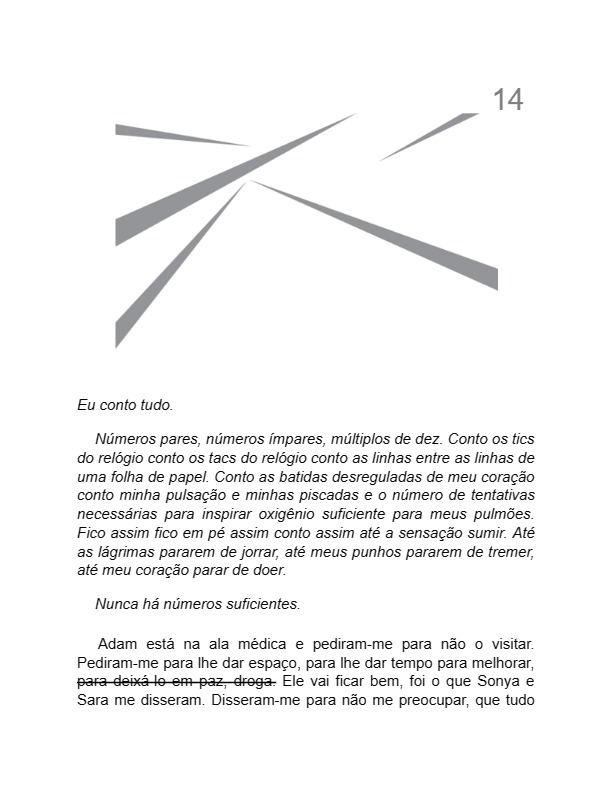 14
Eu conto tudo.
Números pares, números ímpares, múltiplos de dez. Conto os tics
do relógio conto os tacs do relógio conto as linhas entre as linhas de
uma folha de papel. Conto as batidas desreguladas de meu coração
conto minha pulsação e minhas piscadas e o número de tentativas
necessárias para inspirar oxigênio suficiente para meus pulmões.
Fico assim fico em pé assim conto assim até a sensação sumir. Até
as lágrimas pararem de jorrar, até meus punhos pararem de tremer,
até meu coração parar de doer.
Nunca há números suficientes.
Adam está na ala médica e pediram-me para não o visitar.
Pediram-me para lhe dar espaço, para lhe dar tempo para melhorar,
para deixá-lo em paz, droga. Ele vai ficar bem, foi o que Sonya e
Sara me disseram. Disseram-me para não me preocupar, que tudo